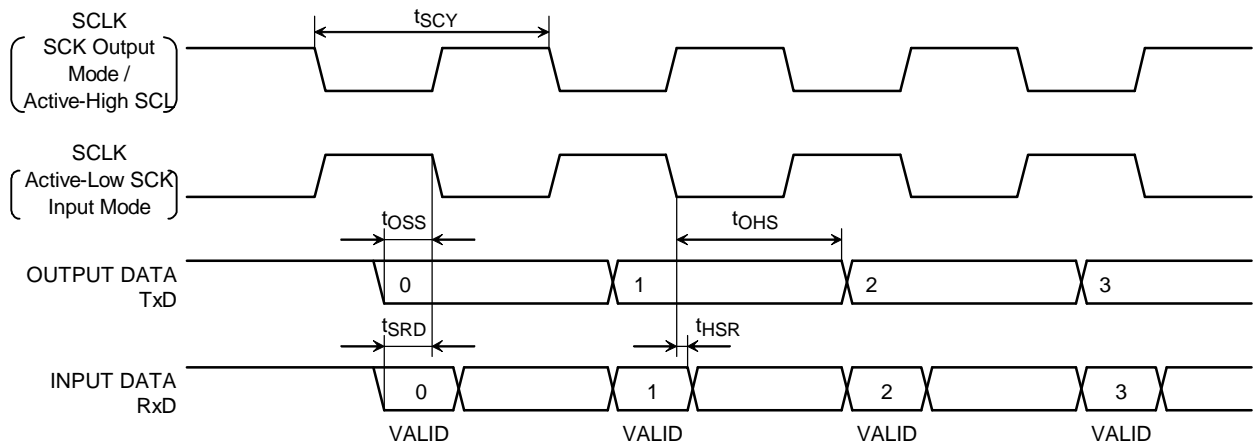 tSCY
SCLK
SCK Output
Mode /
Active-High SCL
SCLK
Active-Low SCK
Input Mode
tOSS
tOHS
OUTPUT DATA
TxD
0
1
2
3
tSRD
tHSR
INPUT DATA
RxD
0
1
2
3
VALID
VALID
VALID
VALID